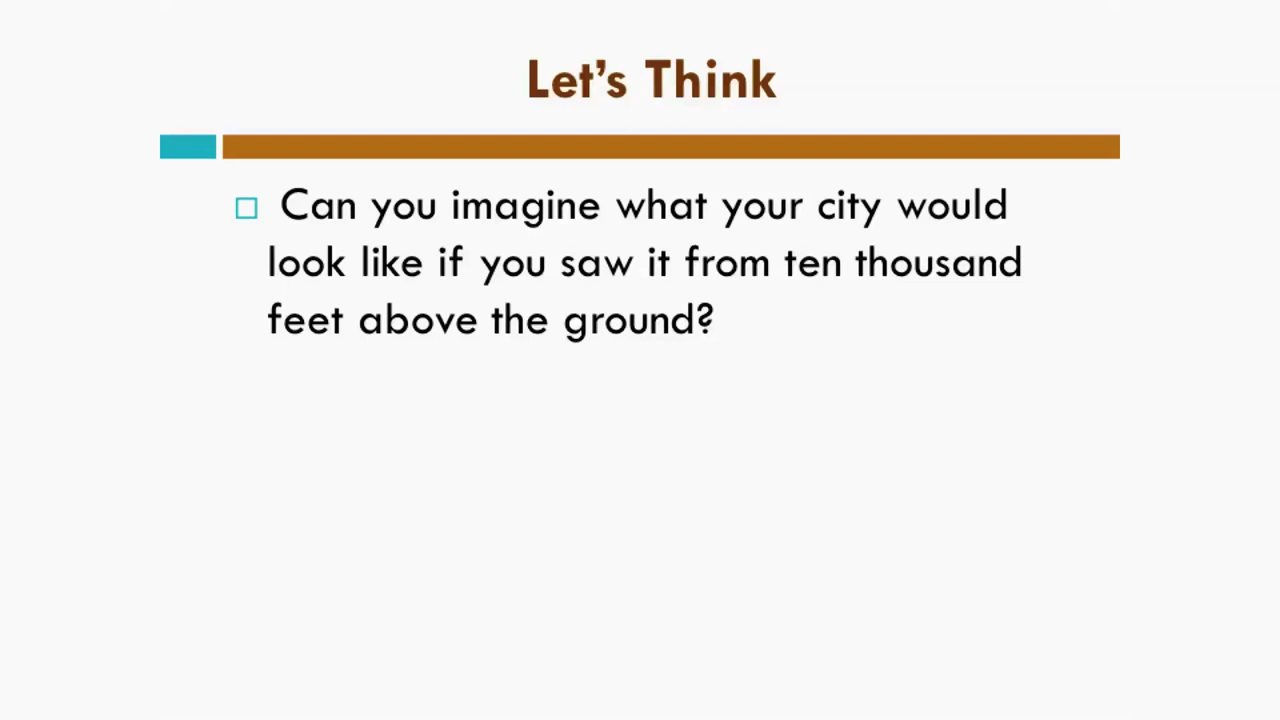 Let's Think
Can you imagine what your city would
look like if you saw it from ten thousand
feet above the ground?